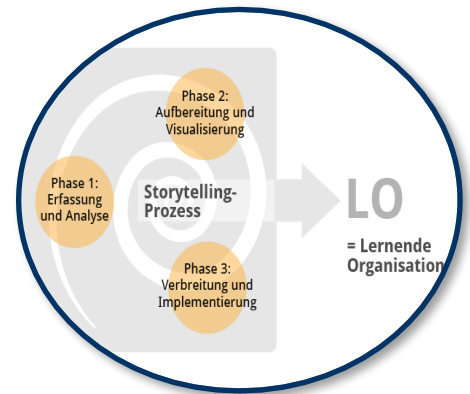 Phase 2:
Aufbereitung und
Visualisierung
Phase 1:
Erfassung
und Analyse
Storytelling-
Prozess
LO
= Lernende
Organisation
Phase 3:
Verbreitung und
Implementierung